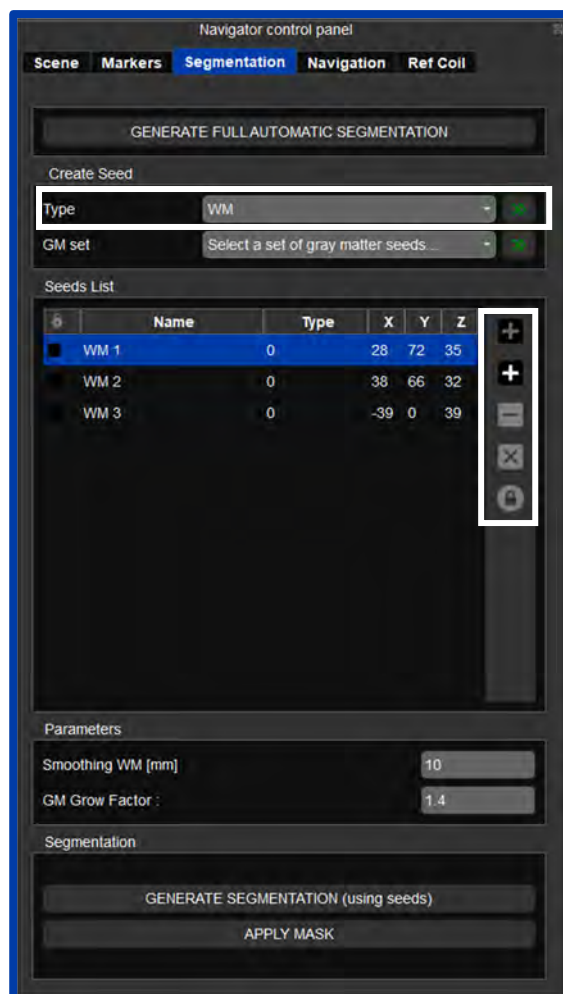 Navigator control panel
Scene Markers Segmentation Navigation Ref Coil
GENERATE FULL AUTOMATIC SEGMENTATION
Create Seed
Type WM
GM set Select a set of gray matter seeds...
Seeds List
Name Type X Y Z
WM 1 0 28 72 35
WM 2 0 38 66 32
WM 3 0 -39 0 39
Parameters
Smoothing WM [mm] 10
GM Grow Factor : 1.4
Segmentation
GENERATE SEGMENTATION (using seeds)
APPLY MASK